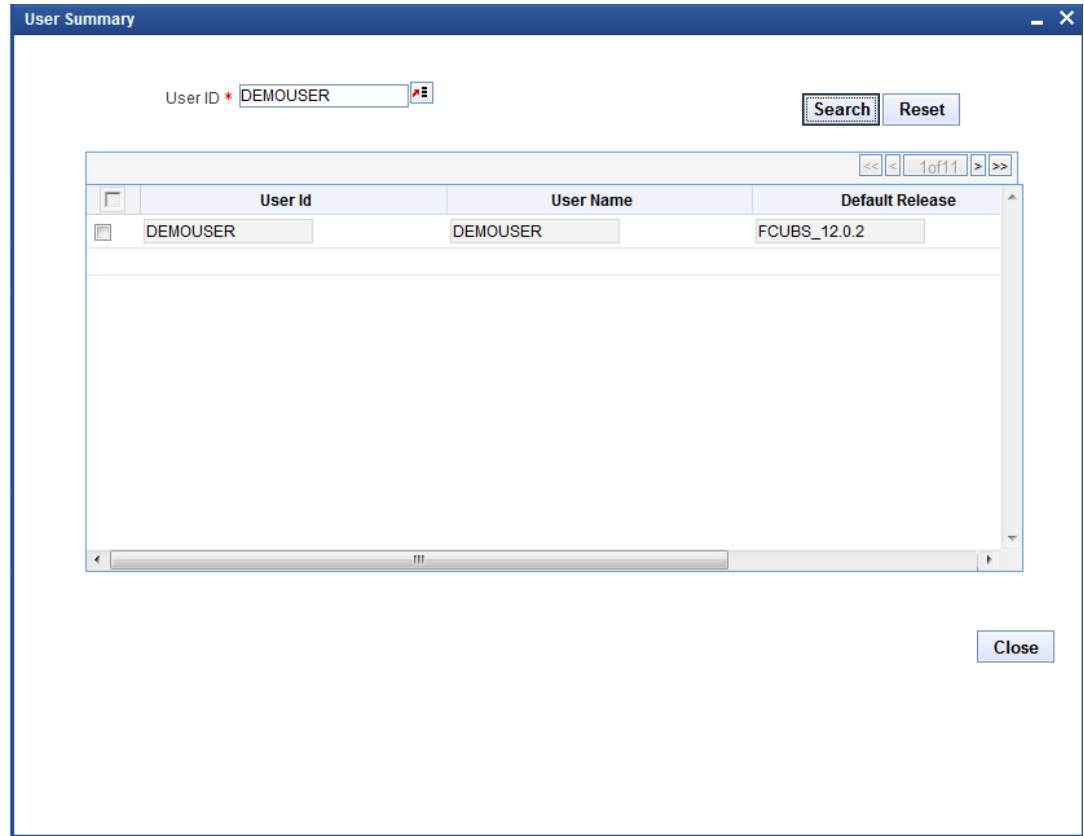 User Summary
User ID * DEMOUSER
Search Reset
<< < 1of11 > >>
User Id User Name Default Release
DEMOUSER DEMOUSER FCUBS_12.0.2
Close